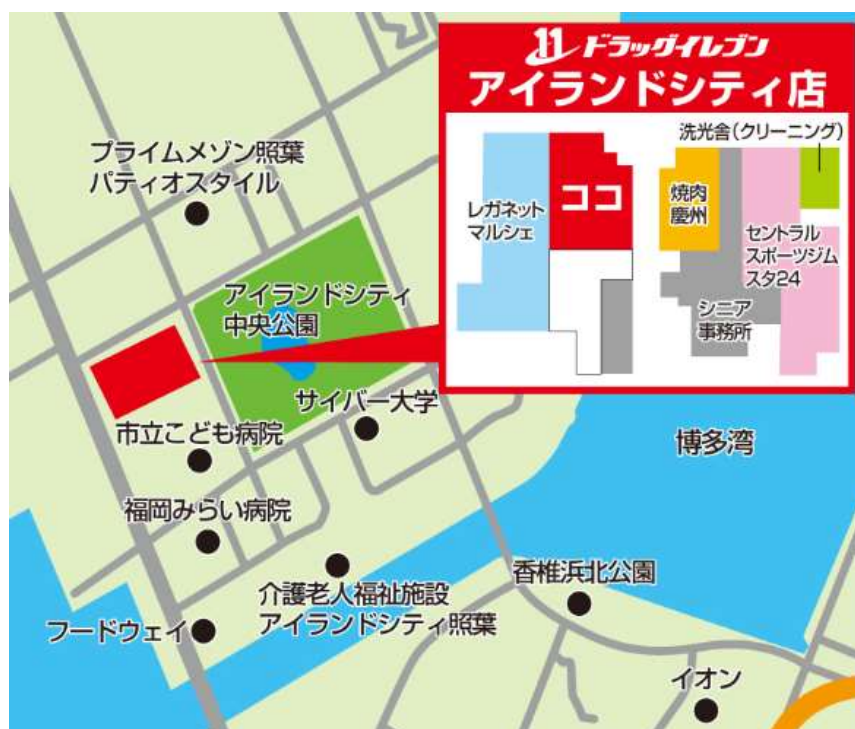 ドラッグイレブン
アイランドシティ店
洗光舎（クリーニング）
レガネット
マルシェ
ココ
焼肉
慶州
セントラル
スポーツジム
スタ24
シニア
事務所
プライムメゾン照葉
パティオスタイル
アイランドシティ
中央公園
サイバー大学
市立こども病院
博多湾
福岡みらい病院
介護老人福祉施設
アイランドシティ照葉
香椎浜北公園
フードウェイ
イオン